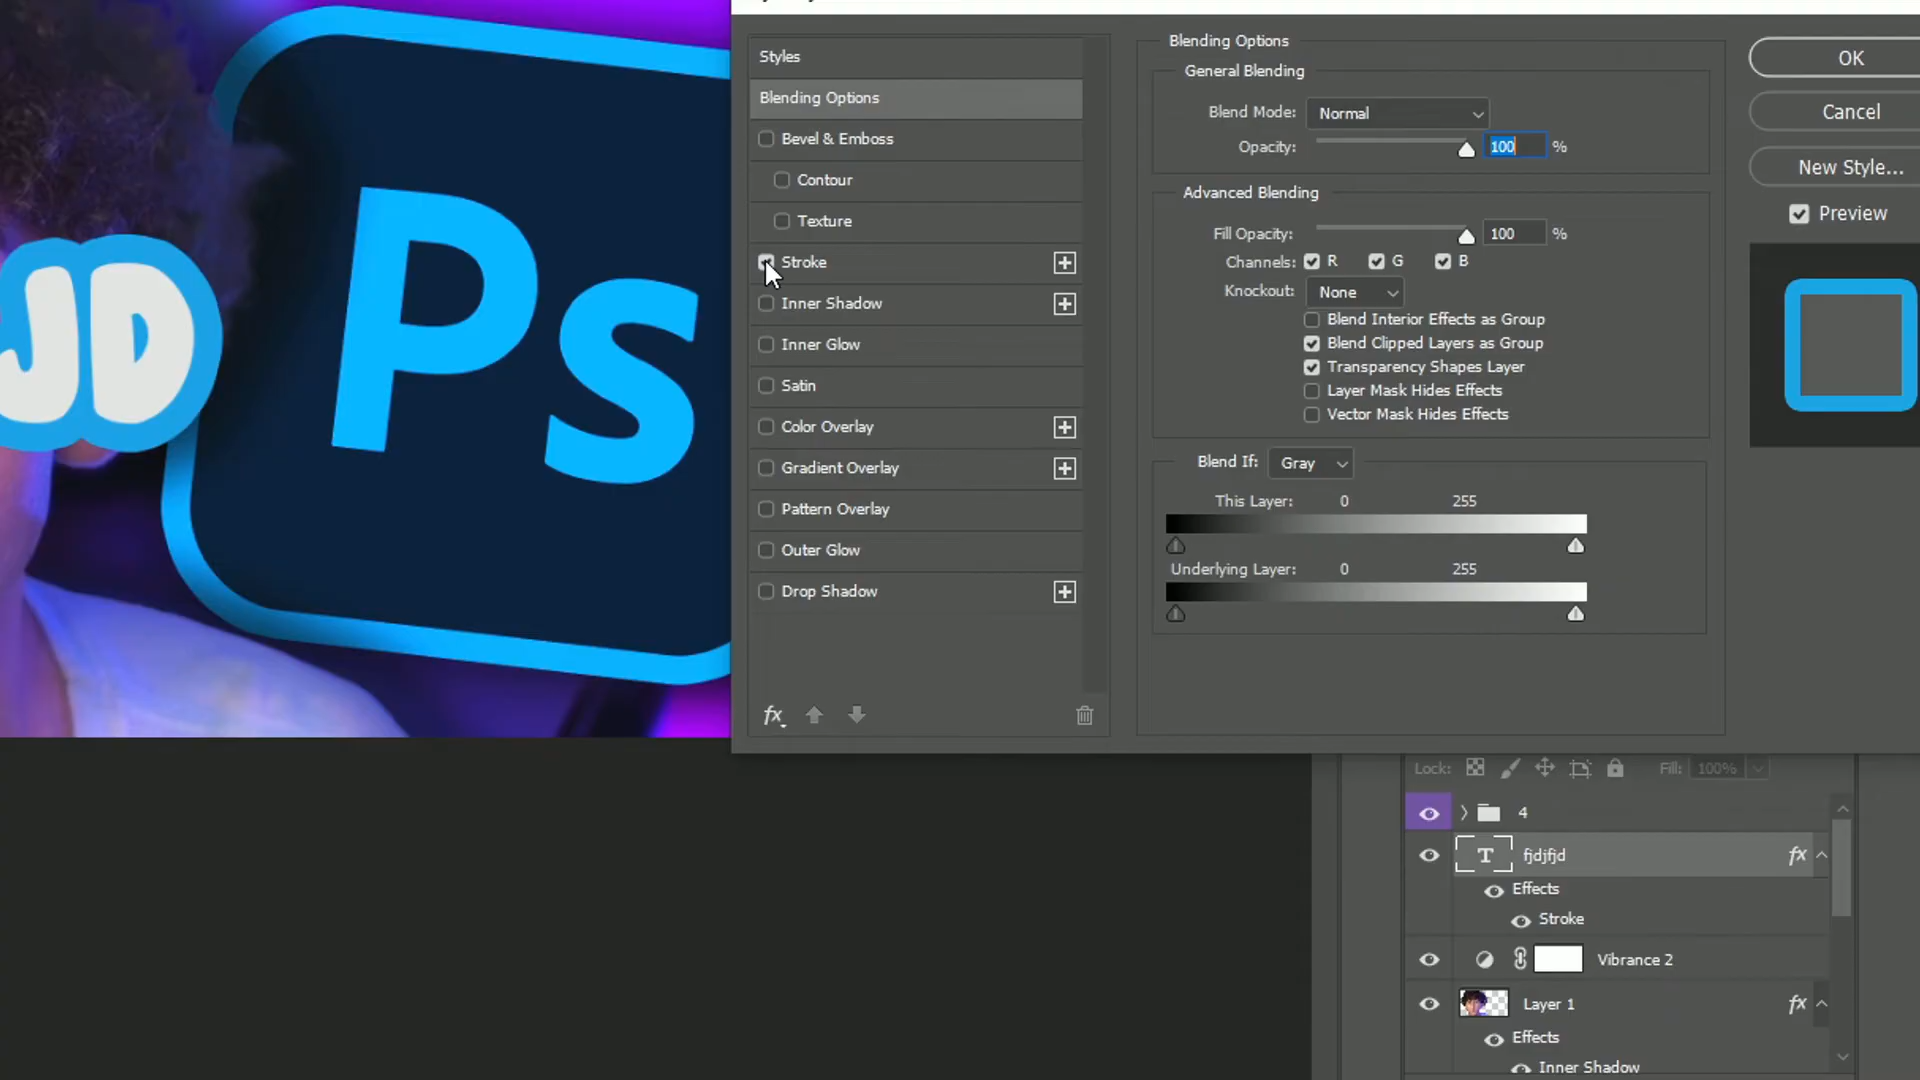 JD
Ps
Styles
Blending Options
Bevel & Emboss
Contour
Texture
Stroke
Inner Shadow
Inner Glow
Satin
Color Overlay
Gradient Overlay
Pattern Overlay
Outer Glow
Drop Shadow
fx
Blending Options
General Blending
Blend Mode: Normal
Opacity: 100 %
Advanced Blending
Fill Opacity: 100 %
Channels: R G B
Knockout: None
Blend Interior Effects as Group
Blend Clipped Layers as Group
Transparency Shapes Layer
Layer Mask Hides Effects
Vector Mask Hides Effects
Blend If: Gray
This Layer: 0 255
Underlying Layer: 0 255
OK
Cancel
New Style...
Preview
Lock: Fill: 100%
4
T fjdjfjd fx
Effects
Stroke
Vibrance 2
Layer 1 fx
Effects
Inner Shadow